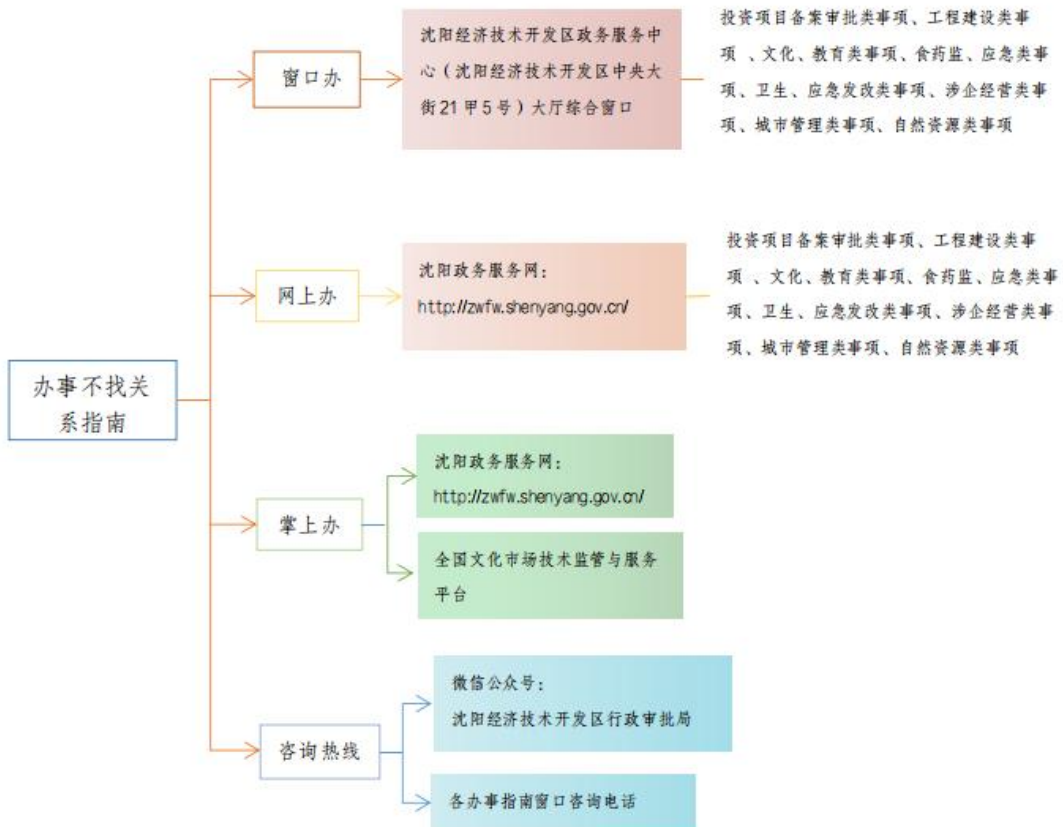 办事不找关
系指南
窗口办
沈阳经济技术开发区政务服务中
心（沈阳经济技术开发区中央大
街21甲5号）大厅综合窗口
投资项目备案审批类事项、工程建设类事
项 、文化、教育类事项、食药监、应急类事
项、卫生、应急发改类事项、涉企经营类事
项、城市管理类事项、自然资源类事项
网上办
沈阳政务服务网：
http://zwfw.shenyang.gov.cn/
投资项目备案审批类事项、工程建设类事
项 、文化、教育类事项、食药监、应急类事
项、卫生、应急发改类事项、涉企经营类事
项、城市管理类事项、自然资源类事项
掌上办
沈阳政务服务网：
http://zwfw.shenyang.gov.cn/
全国文化市场技术监管与服务
平台
咨询热线
微信公众号：
沈阳经济技术开发区行政审批局
各办事指南窗口咨询电话